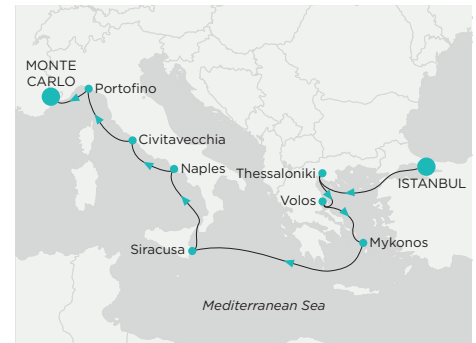 MONTE
CARLO
Portofino
Civitavecchia
Naples
Thessaloniki
ISTANBUL
Volos
Mykonos
Siracusa
Mediterranean Sea